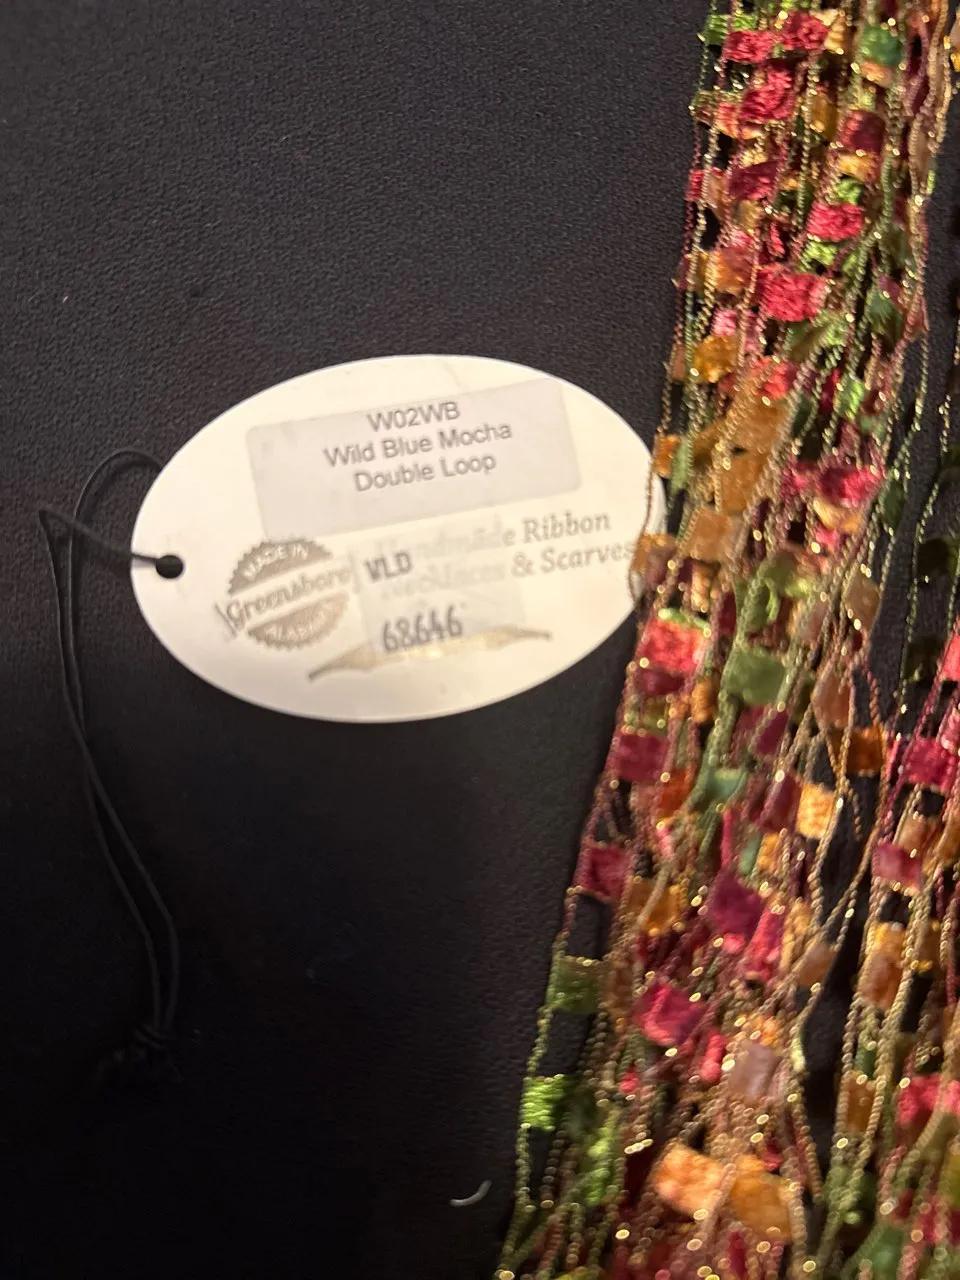 W02WB
Wild Blue Mocha
Double Loop
MADE IN
Greensboro
ALABAMA
Handmade Ribbon
Necklaces & Scarves
VLD
68646